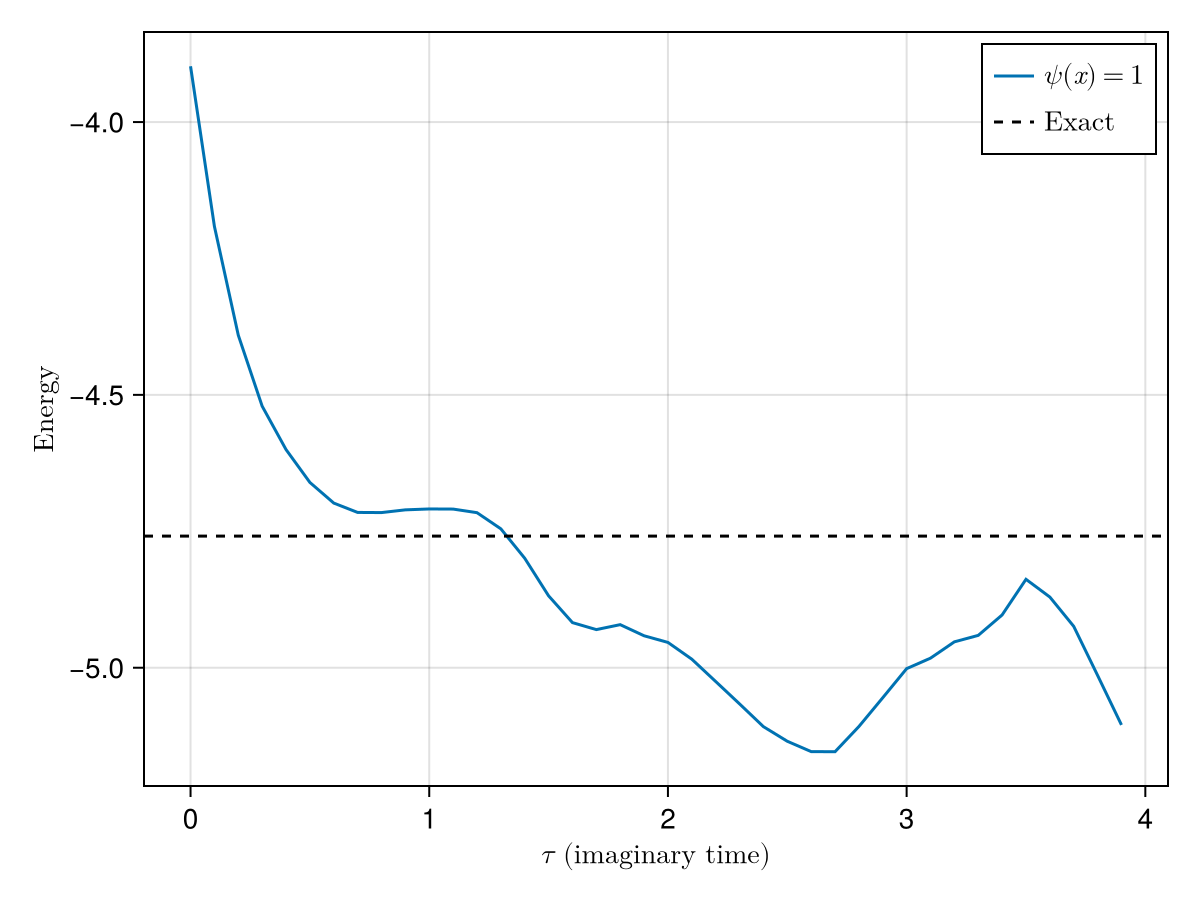 −4.0
−4.5
−5.0
Energy
0
1
2
3
4
τ (imaginary time)
ψ(x) = 1
Exact